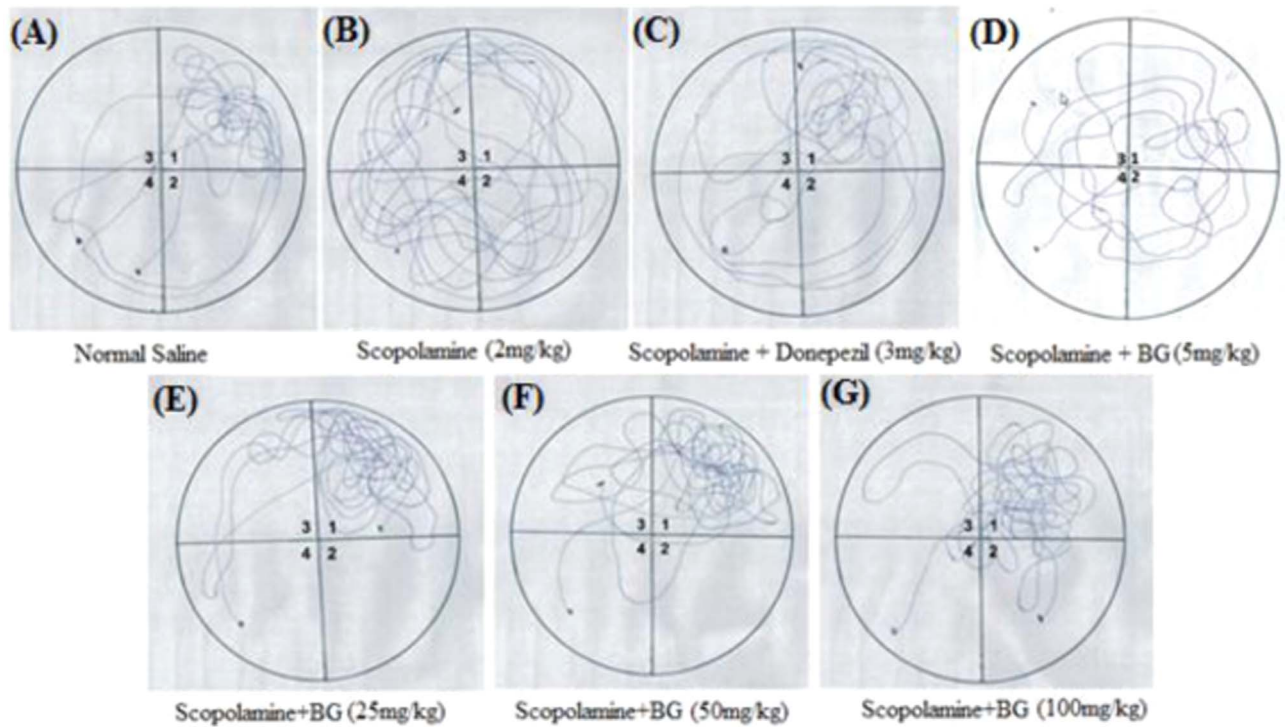 (A) (B) (C) (D)
3 1 3 1 3 1 3 1
4 2 4 2 4 2 4 2
Normal Saline
Scopolamine (2mg/kg)
Scopolamine + Donepezil (3mg/kg)
Scopolamine + BG (5mg/kg)
(E) (F) (G)
3 1 3 1 3 1
4 2 4 2 4 2
Scopolamine+BG (25mg/kg)
Scopolamine+BG (50mg/kg)
Scopolamine+BG (100mg/kg)